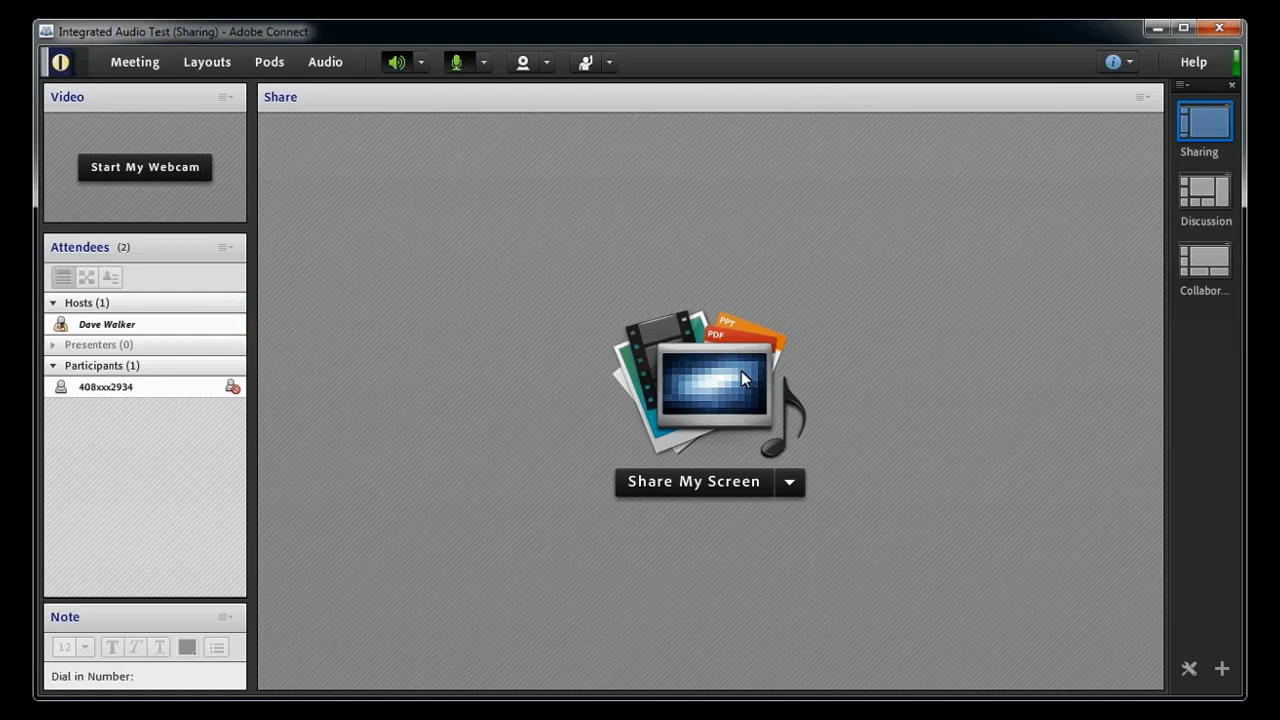 Integrated Audio Test (Sharing) - Adobe Connect
Meeting Layouts Pods Audio Help
Video
Start My Webcam
Attendees (2)
Hosts (1)
Dave Walker
Presenters (0)
Participants (1)
408xxx2934
Note
12 T T T
Dial in Number:
Share
PPT
PDF
Share My Screen
Sharing
Discussion
Collabor...